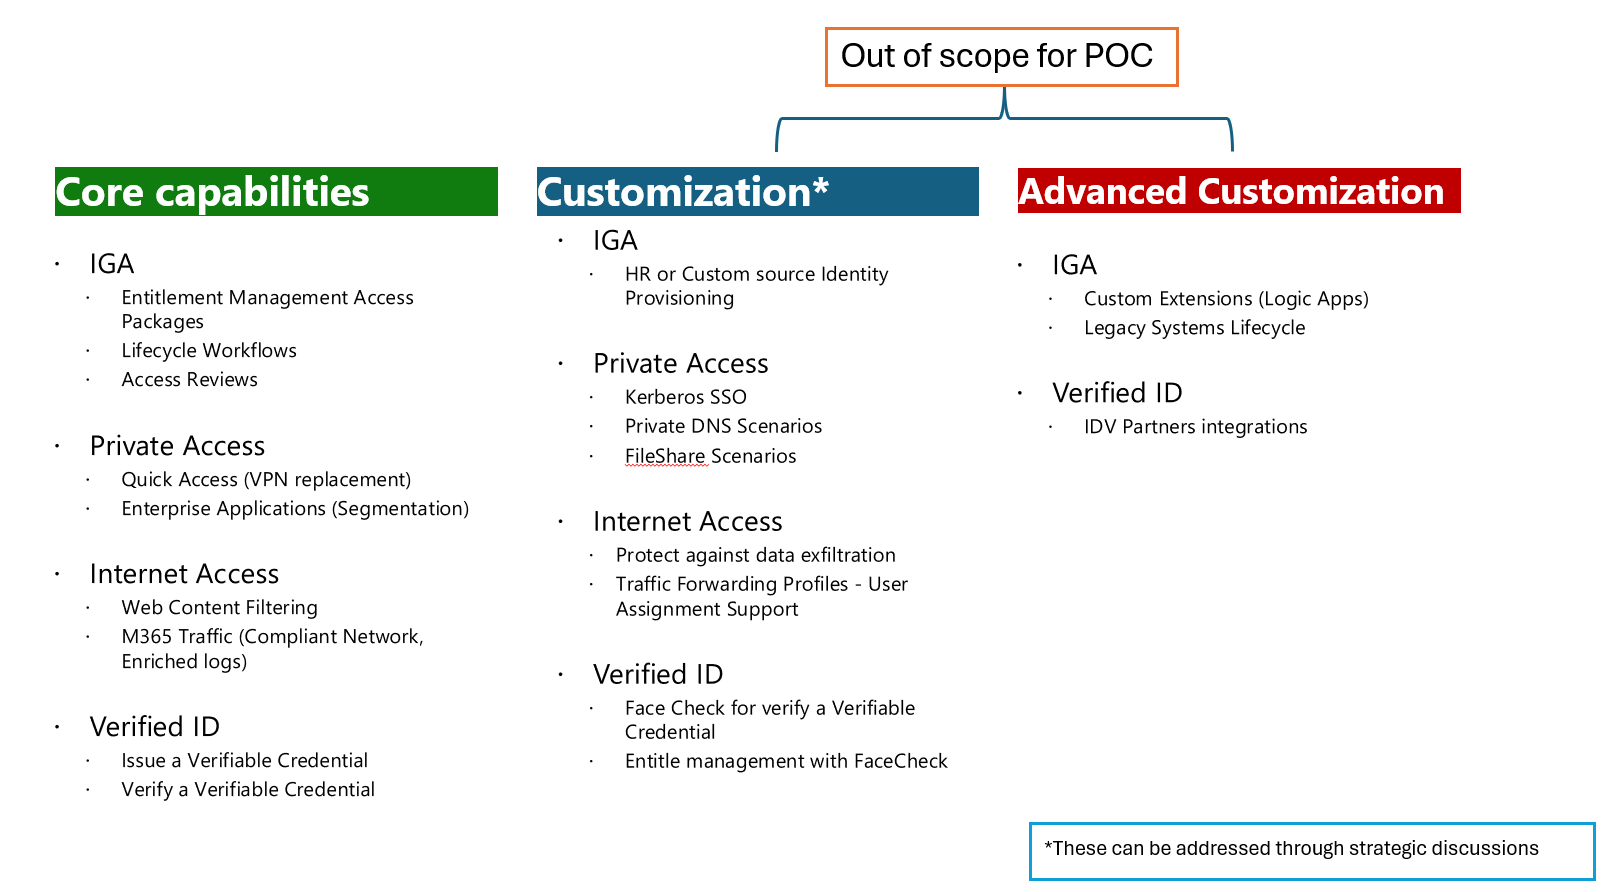 Out of scope for POC
Core capabilities
· IGA
· Entitlement Management Access
Packages
· Lifecycle Workflows
· Access Reviews
· Private Access
· Quick Access (VPN replacement)
· Enterprise Applications (Segmentation)
· Internet Access
· Web Content Filtering
· M365 Traffic (Compliant Network,
Enriched logs)
· Verified ID
· Issue a Verifiable Credential
· Verify a Verifiable Credential
Customization*
· IGA
· HR or Custom source Identity
Provisioning
· Private Access
· Kerberos SSO
· Private DNS Scenarios
· FileShare Scenarios
· Internet Access
· Protect against data exfiltration
· Traffic Forwarding Profiles - User
Assignment Support
· Verified ID
· Face Check for verify a Verifiable
Credential
· Entitle management with FaceCheck
Advanced Customization
· IGA
· Custom Extensions (Logic Apps)
· Legacy Systems Lifecycle
· Verified ID
· IDV Partners integrations
*These can be addressed through strategic discussions